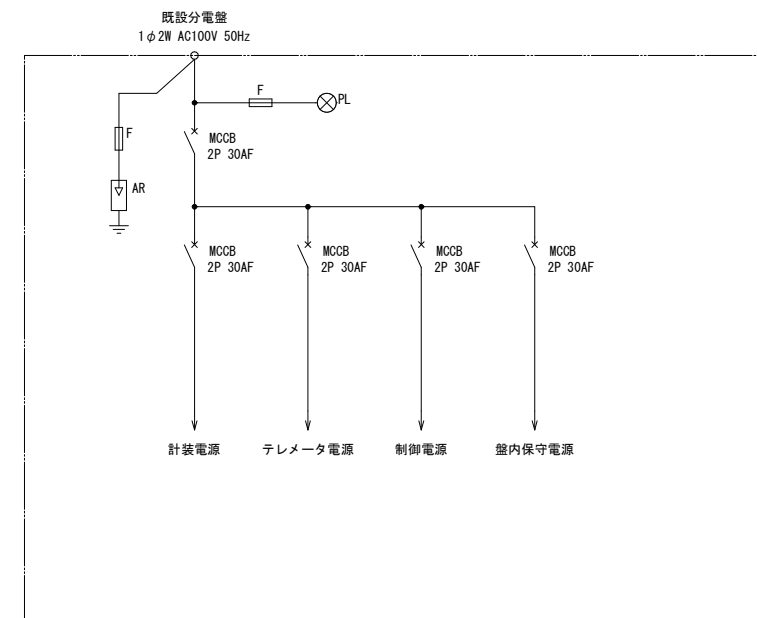 既設分電盤
1φ2W AC100V 50Hz
F
PL
F
MCCB
2P 30AF
AR
MCCB
2P 30AF
MCCB
2P 30AF
MCCB
2P 30AF
MCCB
2P 30AF
計装電源
テレメータ電源
制御電源
盤内保守電源